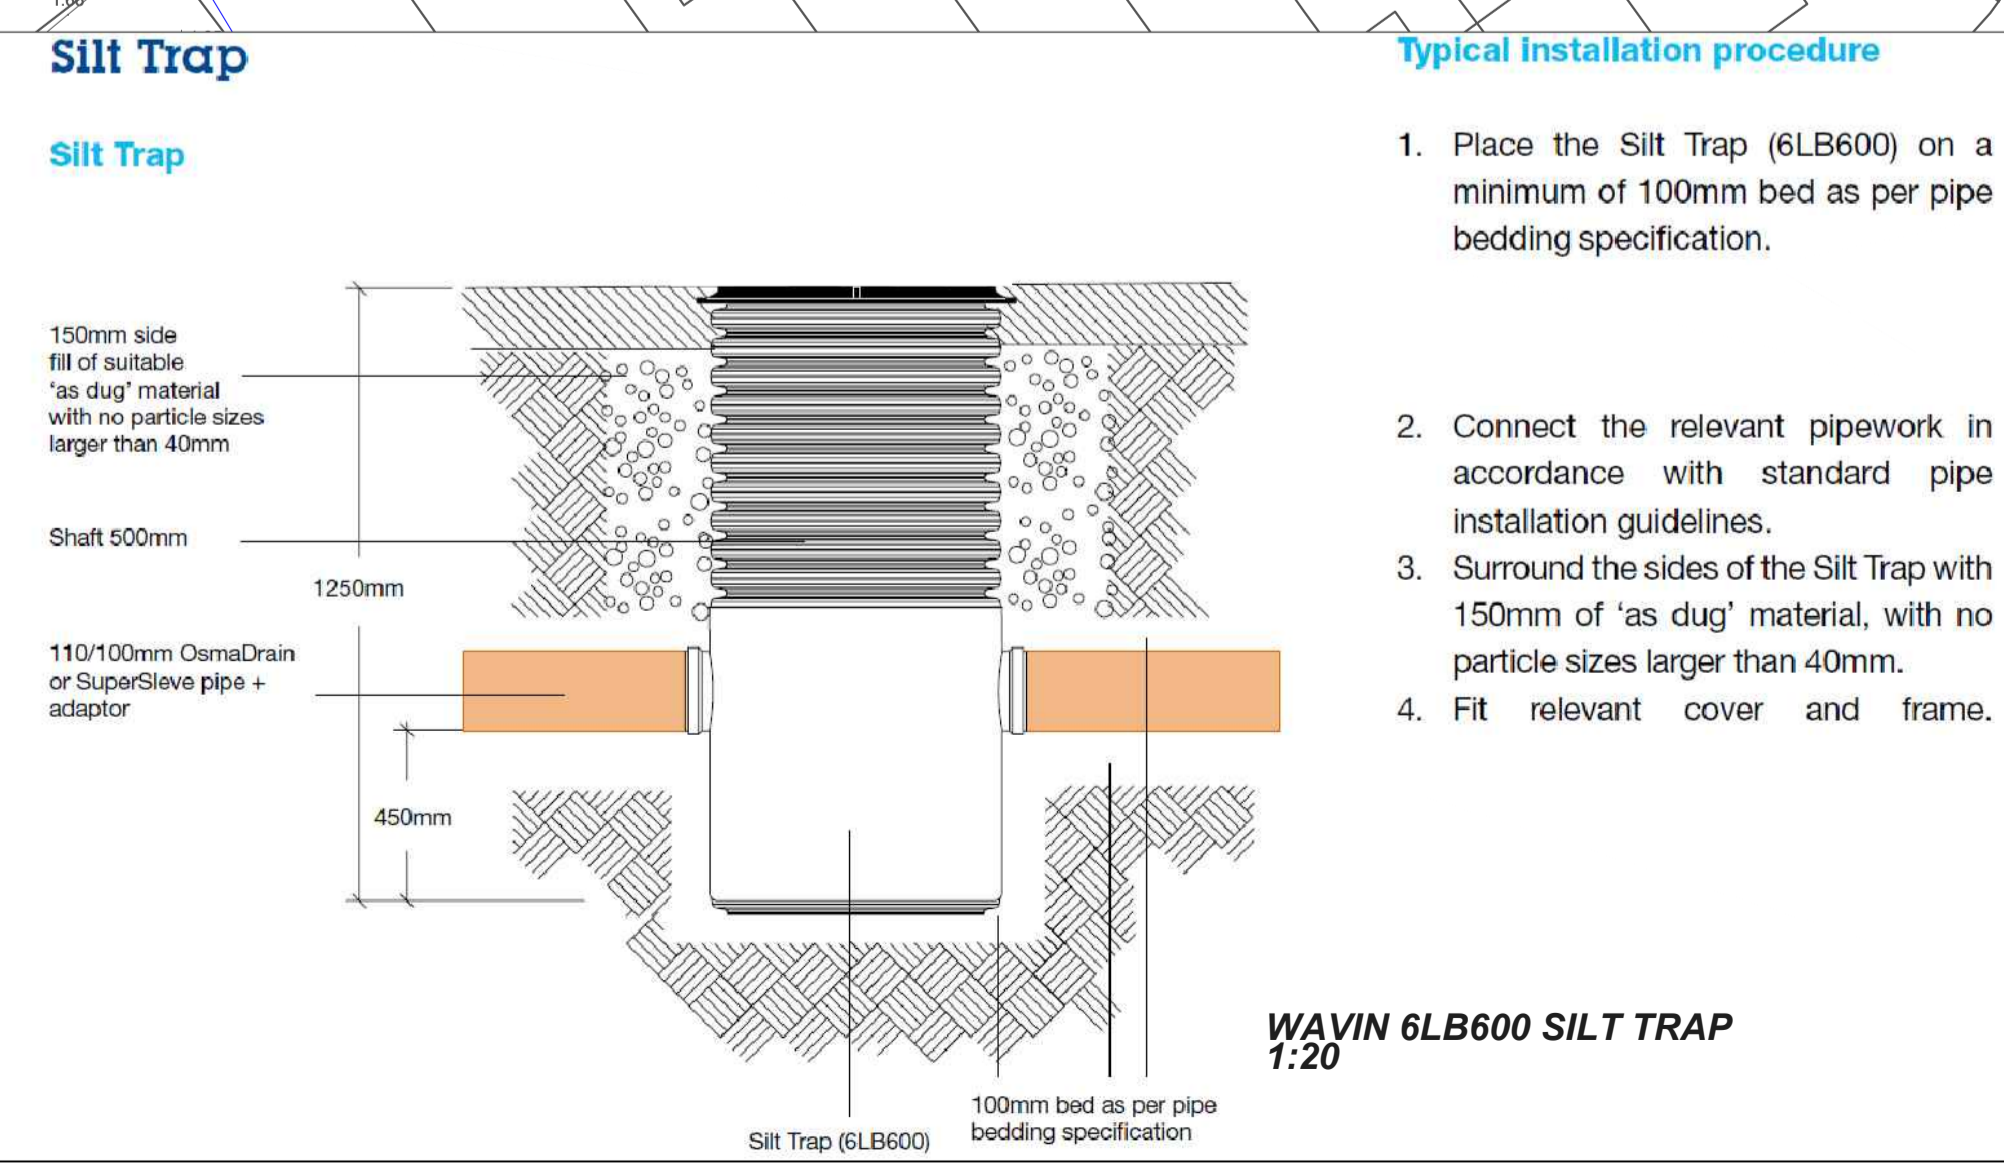 Silt Trap
Silt Trap
150mm side
fill of suitable
‘as dug’ material
with no particle sizes
larger than 40mm
Shaft 500mm
1250mm
110/100mm OsmaDrain
or SuperSleve pipe +
adaptor
450mm
Silt Trap (6LB600)
100mm bed as per pipe
bedding specification
Typical installation procedure
1. Place the Silt Trap (6LB600) on a
minimum of 100mm bed as per pipe
bedding specification.
2. Connect the relevant pipework in
accordance with standard pipe
installation guidelines.
3. Surround the sides of the Silt Trap with
150mm of ‘as dug’ material, with no
particle sizes larger than 40mm.
4. Fit relevant cover and frame.
WAVIN 6LB600 SILT TRAP
1:20